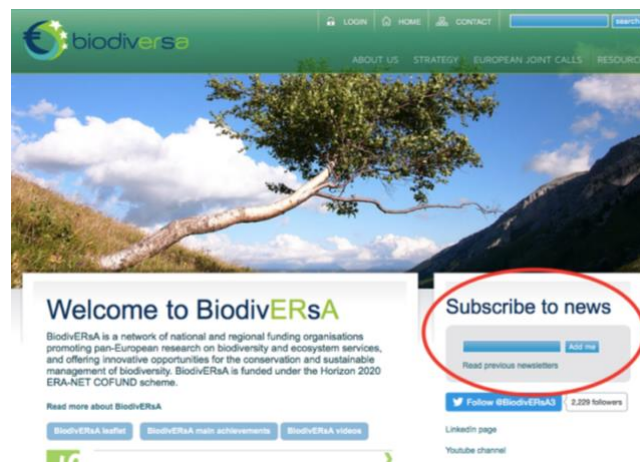 LOGIN HOME CONTACT search
biodiversa
ABOUT US STRATEGY EUROPEAN JOINT CALLS RESOURC
Welcome to BiodivERsA
BiodivERsA is a network of national and regional funding organisations
promoting pan-European research on biodiversity and ecosystem services,
and offering innovative opportunities for the conservation and sustainable
management of biodiversity. BiodivERsA is funded under the Horizon 2020
ERA-NET COFUND scheme.
Read more about BiodivERsA
BiodivERsA leaflet BiodivERsA main achievements BiodivERsA videos
Subscribe to news
Add me
Read previous newsletters
Follow @BiodivERsA3 2,229 followers
LinkedIn page
Youtube channel